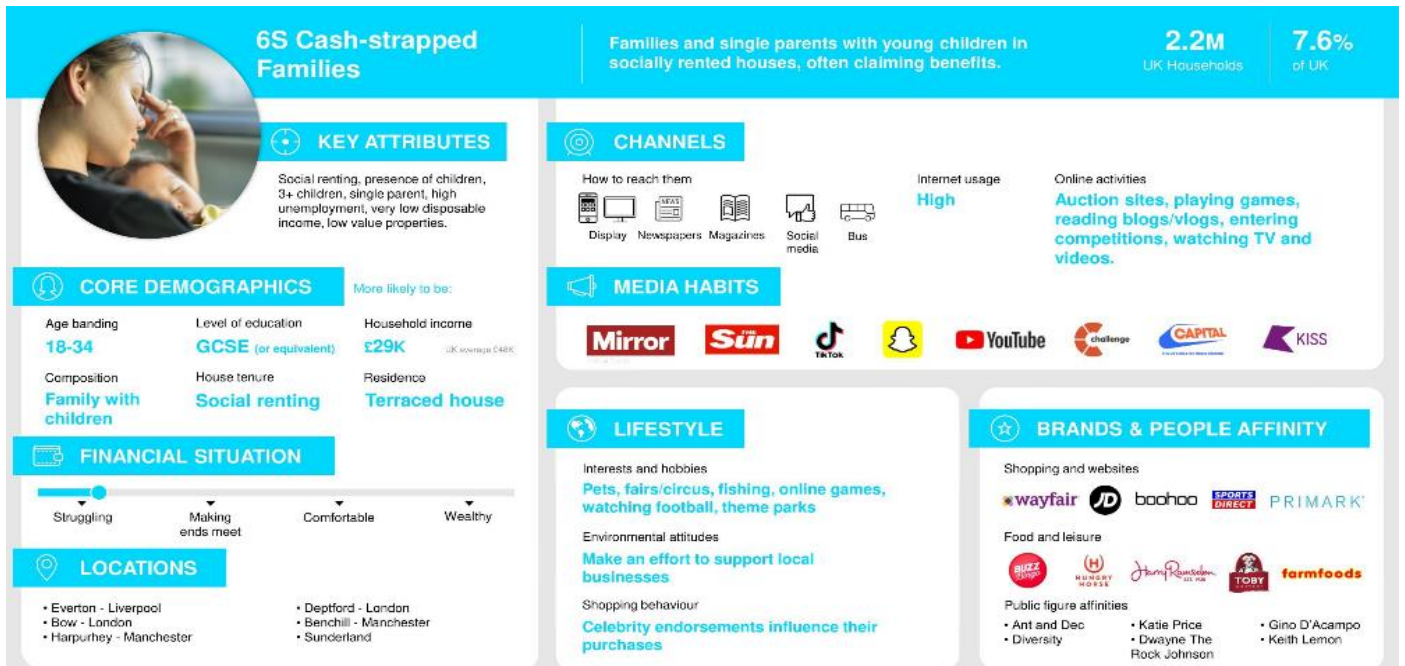 6S Cash-strapped
Families
Families and single parents with young children in
socially rented houses, often claiming benefits.
2.2M
UK Households
7.6%
of UK
KEY ATTRIBUTES
Social renting, presence of children,
3+ children, single parent, high
unemployment, very low disposable
income, low value properties.
CORE DEMOGRAPHICS
More likely to be:
Age banding
18-34
Level of education
GCSE (or equivalent)
Household income
£29K
UK average £48K
Composition
Family with
children
House tenure
Social renting
Residence
Terraced house
FINANCIAL SITUATION
Struggling
Making
ends meet
Comfortable
Wealthy
LOCATIONS
• Everton - Liverpool
• Bow - London
• Harpurhey - Manchester
• Deptford - London
• Benchill - Manchester
• Sunderland
CHANNELS
How to reach them
NEWS
Display
Newspapers
Magazines
Social
media
Bus
Internet usage
High
Online activities
Auction sites, playing games,
reading blogs/vlogs, entering
competitions, watching TV and
videos.
MEDIA HABITS
Mirror
THE Sun
TikTok
YouTube
challenge
CAPITAL
KISS
LIFESTYLE
Interests and hobbies
Pets, fairs/circus, fishing, online games,
watching football, theme parks
Environmental attitudes
Make an effort to support local
businesses
Shopping behaviour
Celebrity endorsements influence their
purchases
BRANDS & PEOPLE AFFINITY
Shopping and websites
wayfair
JD
boohoo
SPORTS
DIRECT
PRIMARK
Food and leisure
BUZZ
Bingo
H
HUNGRY
HORSE
Harry Ramsden
TOBY
farmfoods
Public figure affinities
• Ant and Dec
• Diversity
• Katie Price
• Dwayne The
Rock Johnson
• Gino D'Acampo
• Keith Lemon